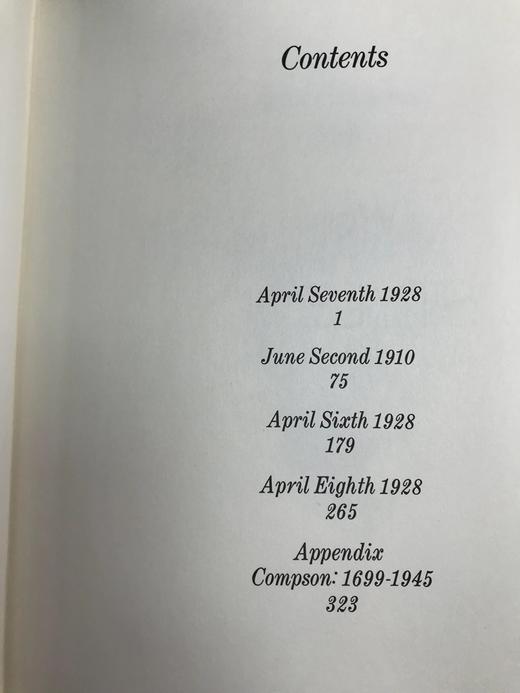 Contents
April Seventh 1928
1
June Second 1910
75
April Sixth 1928
179
April Eighth 1928
265
Appendix
Compson: 1699-1945
323